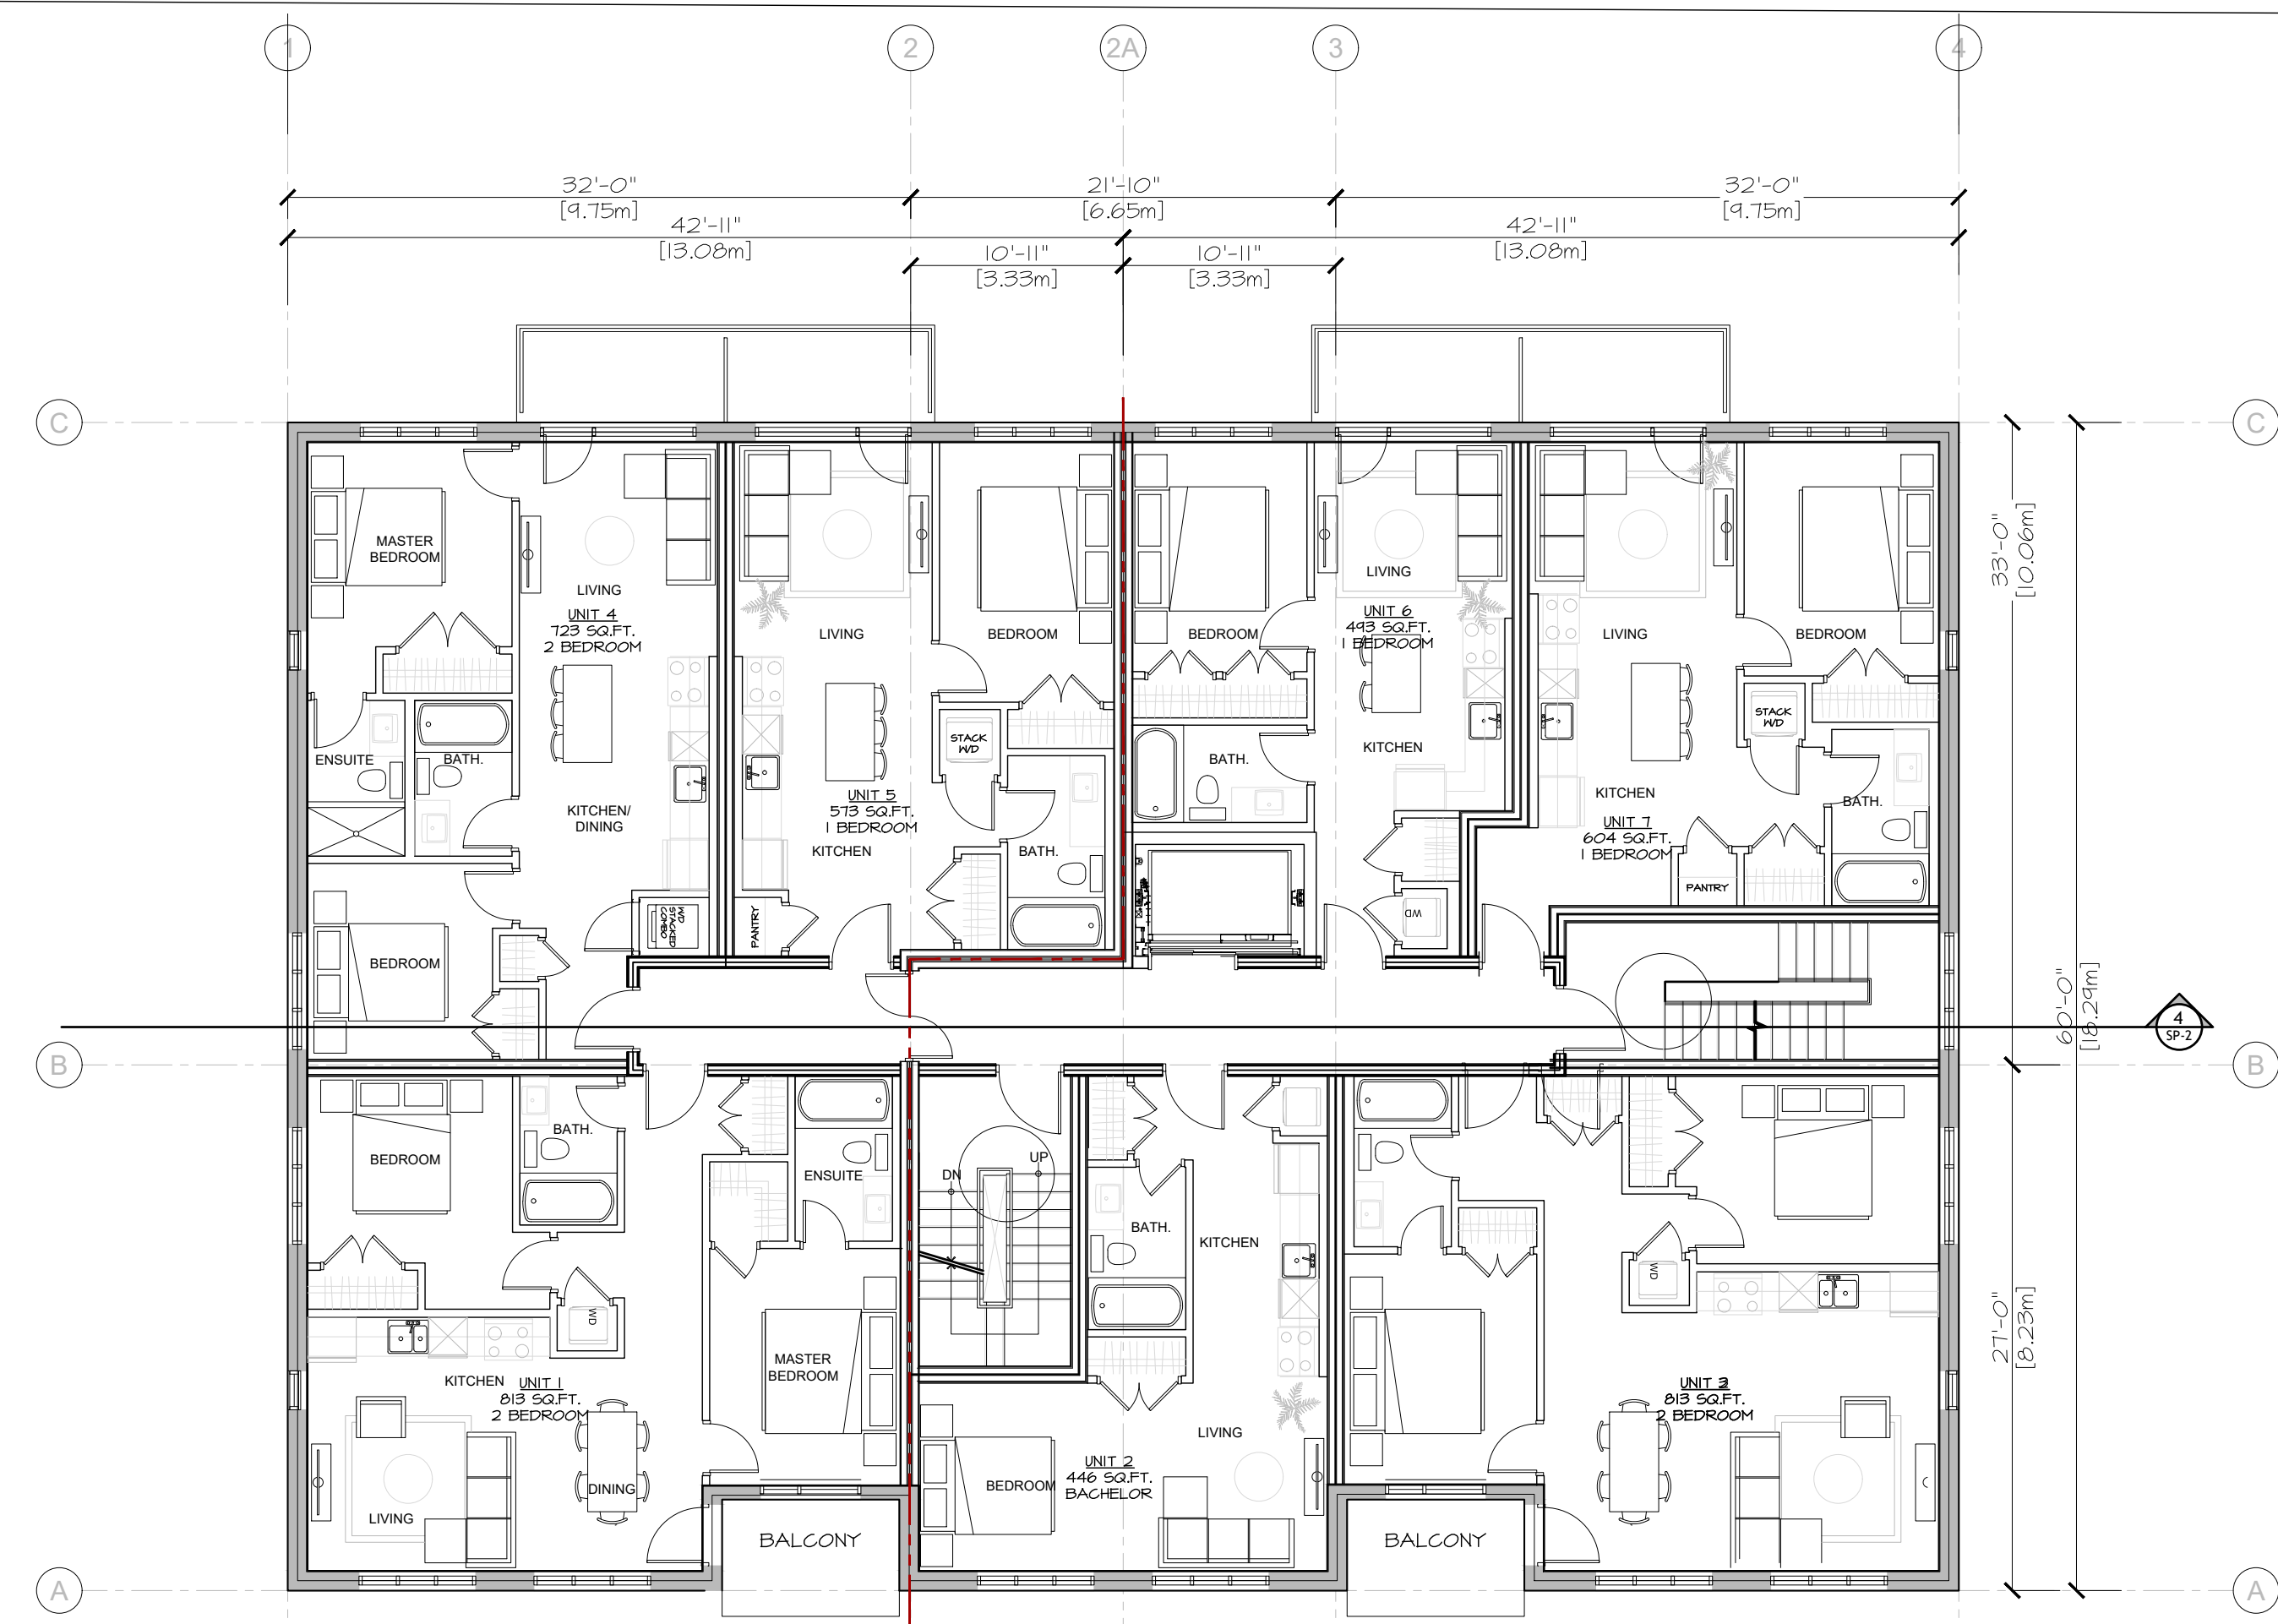 1
2
2A
3
4
32'-0"
[9.75m]
21'-10"
[6.65m]
32'-0"
[9.75m]
42'-11"
[13.08m]
42'-11"
[13.08m]
10'-11"
[3.33m]
10'-11"
[3.33m]
C
C
33'-0"
[10.06m]
60'-0"
[18.29m]
27'-0"
[8.23m]
MASTER
BEDROOM
LIVING
UNIT 4
723 SQ.FT.
2 BEDROOM
ENSUITE
BATH.
KITCHEN/
DINING
W/D
STACKED
COMBO
BEDROOM
LIVING
BEDROOM
STACK
W/D
UNIT 5
573 SQ.FT.
1 BEDROOM
KITCHEN
BATH.
PANTRY
LIVING
UNIT 6
493 SQ.FT.
1 BEDROOM
BEDROOM
KITCHEN
BATH.
WD
LIVING
BEDROOM
STACK
W/D
KITCHEN
BATH.
UNIT 7
604 SQ.FT.
1 BEDROOM
PANTRY
4
SP-2
B
B
BEDROOM
BATH.
ENSUITE
WD
MASTER
BEDROOM
KITCHEN
UNIT 1
813 SQ.FT.
2 BEDROOM
DINING
LIVING
BALCONY
DN
UP
BATH.
KITCHEN
LIVING
BEDROOM
UNIT 2
446 SQ.FT.
BACHELOR
BALCONY
WD
UNIT 3
813 SQ.FT.
2 BEDROOM
A
A